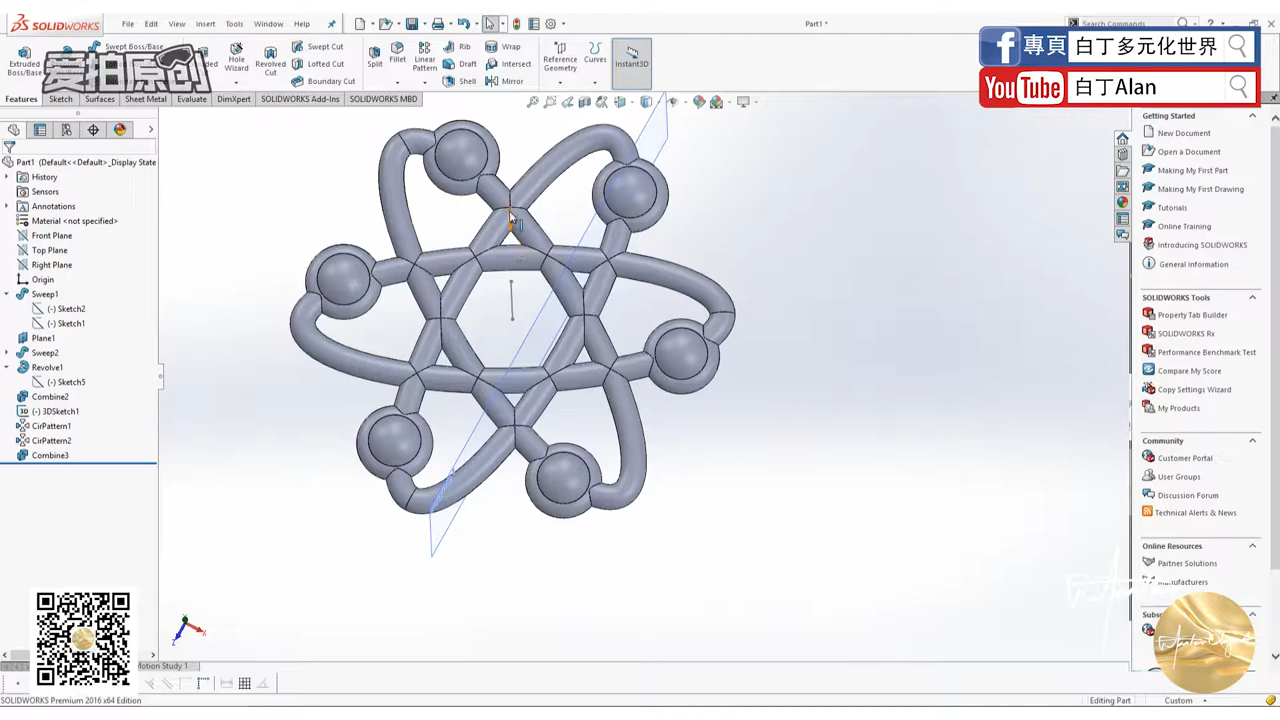 SOLIDWORKS
File Edit View Insert Tools Window Help
Part1 *
Search Commands
專頁 白丁多元化世界
YouTube 白丁Alan
愛拍原創
Extruded Boss/Base
Swept Boss/Base
Hole Wizard
Revolved Cut
Swept Cut
Lofted Cut
Boundary Cut
Split
Fillet
Linear Pattern
Rib
Draft
Shell
Wrap
Intersect
Mirror
Reference Geometry
Curves
Instant3D
Features Sketch Surfaces Sheet Metal Evaluate DimXpert SOLIDWORKS Add-Ins SOLIDWORKS MBD
Part1 (Default<<Default>_Display State
History
Sensors
Annotations
Material <not specified>
Front Plane
Top Plane
Right Plane
Origin
Sweep1
(-) Sketch2
(-) Sketch1
Plane1
Sweep2
Revolve1
(-) Sketch5
Combine2
(-) 3DSketch1
CirPattern1
CirPattern2
Combine3
Motion Study 1
SOLIDWORKS Premium 2016 x64 Edition
Editing Part
Custom
Getting Started
New Document
Open a Document
Making My First Part
Making My First Drawing
Tutorials
Online Training
Introducing SOLIDWORKS
General Information
SOLIDWORKS Tools
Property Tab Builder
SOLIDWORKS Rx
Performance Benchmark Test
Compare My Score
Copy Settings Wizard
My Products
Community
Customer Portal
User Groups
Discussion Forum
Technical Alerts & News
Online Resources
Partner Solutions
Manufacturers